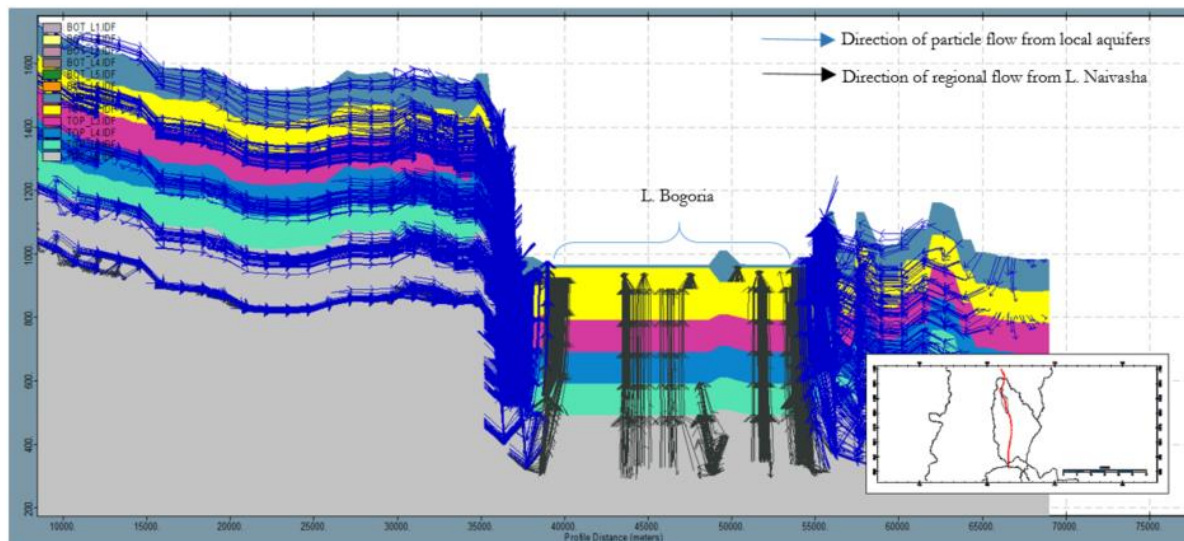 BOT_L1.IDF
BOT_L4.IDF
BOT_L5.IDF
TOP_L3.IDF
TOP_L4.IDF
Direction of particle flow from local aquifers
Direction of regional flow from L. Naivasha
L. Bogoria
1600.
1400.
1200.
1000.
800.
600.
400.
200.
10000.
15000.
20000.
25000.
30000.
35000.
40000.
45000.
50000.
55000.
60000.
65000.
70000.
75000.
Profile Distance (meters)